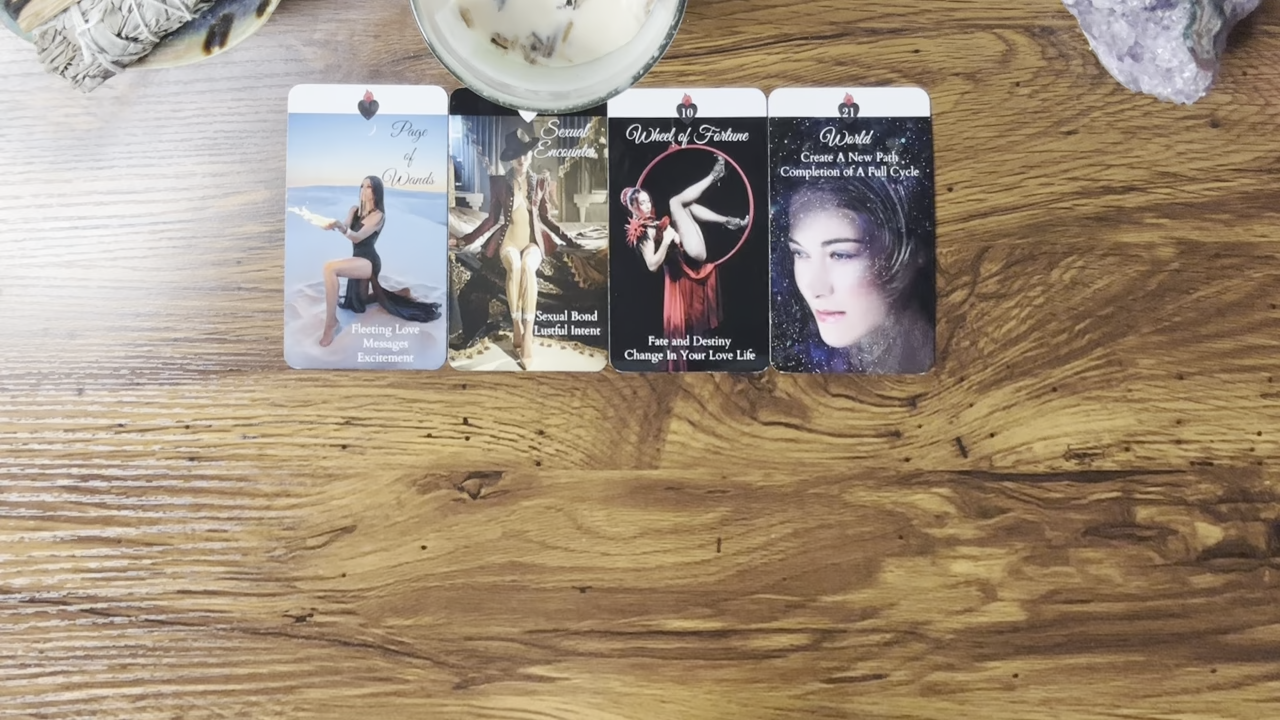 Page
of
Wands
Fleeting Love
Messages
Excitement
Sexual
Encounter
Sexual Bond
Lustful Intent
10
Wheel of Fortune
Fate and Destiny
Change In Your Love Life
21
World
Create A New Path
Completion of A Full Cycle